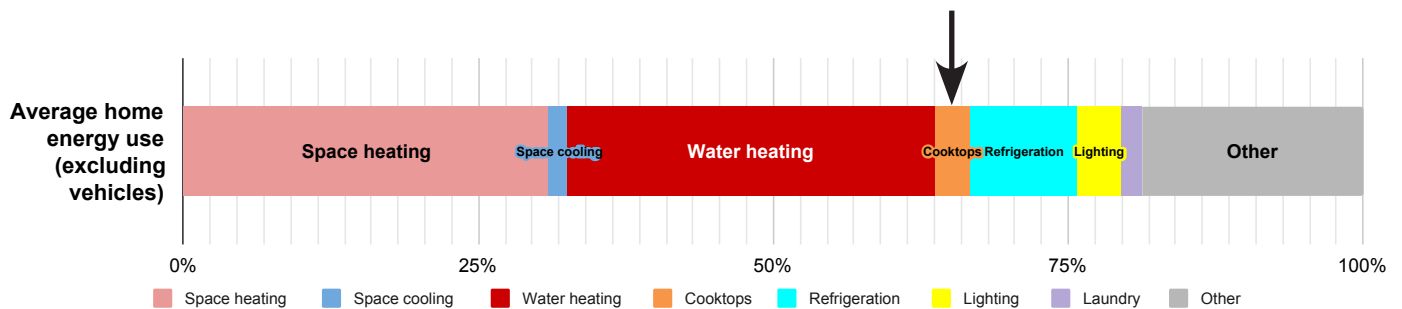 Average home
energy use
(excluding
vehicles)
Space heating
Space cooling
Water heating
Cooktops
Refrigeration
Lighting
Other
0%
25%
50%
75%
100%
Space heating
Space cooling
Water heating
Cooktops
Refrigeration
Lighting
Laundry
Other